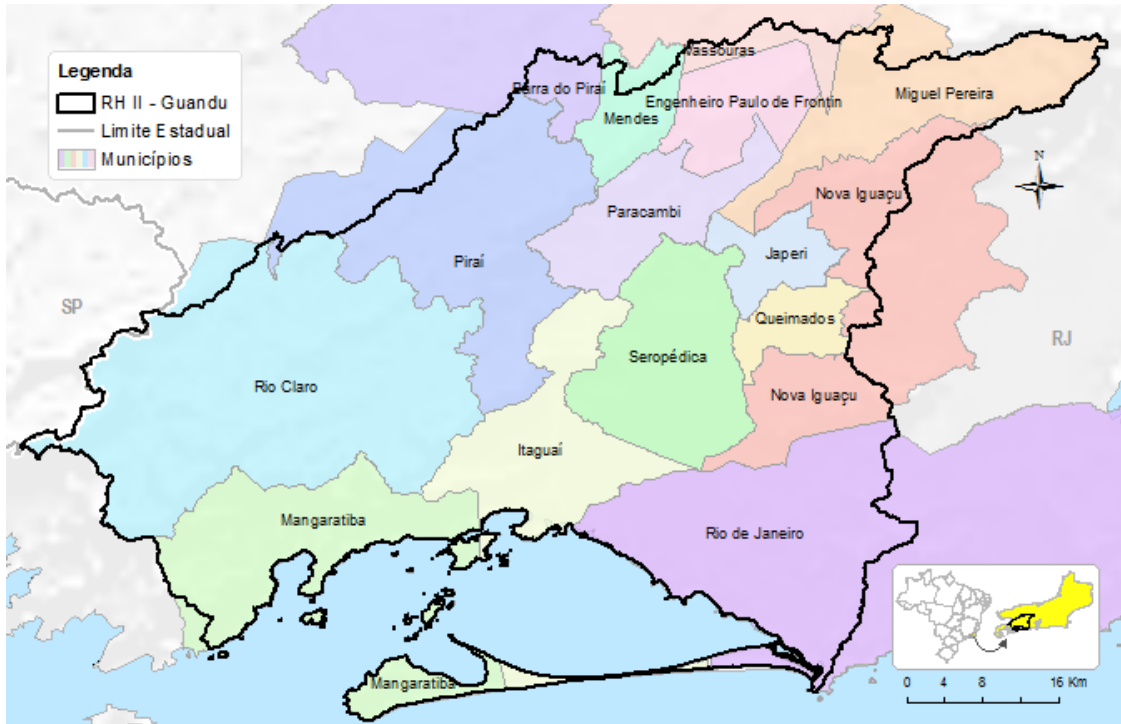 Legenda
RH II - Guandu
Limite Estadual
Municípios
Vassouras
Barra do Piraí
Engenheiro Paulo de Frontin
Miguel Pereira
Mendes
N
Nova Iguaçu
Paracambi
Japeri
Piraí
SP
Queimados
RJ
Seropédica
Rio Claro
Nova Iguaçu
Itaguaí
Mangaratiba
Rio de Janeiro
Mangaratiba
0 4 8 16 Km